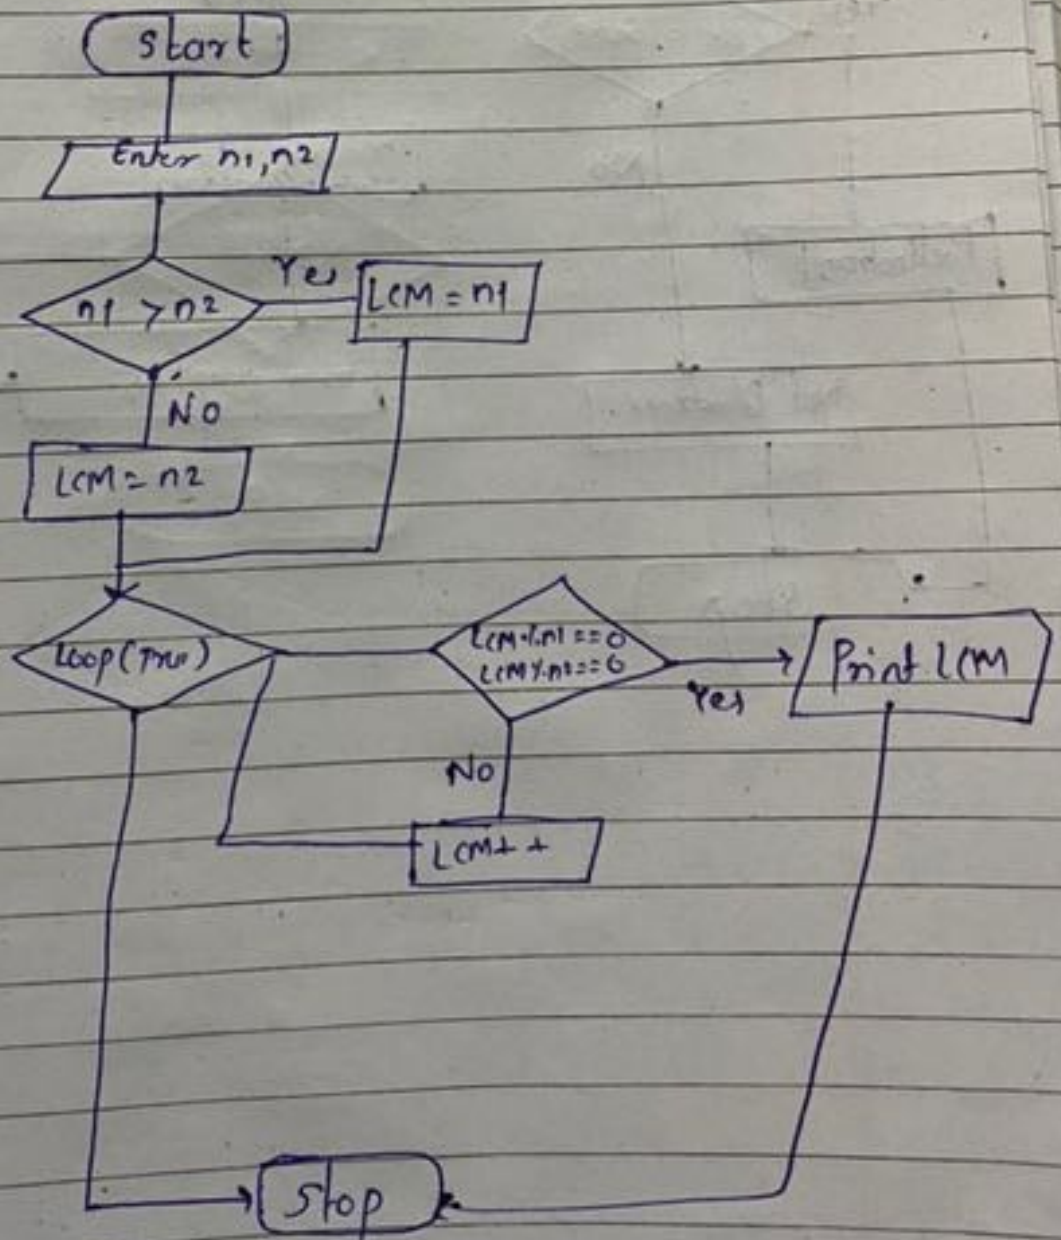 Start
Enter n1,n2
n1 > n2
Yes
LCM = n1
No
LCM = n2
Loop(True)
LCM%n1==0
LCM%n2==0
Yes
Print LCM
No
LCM++
Stop